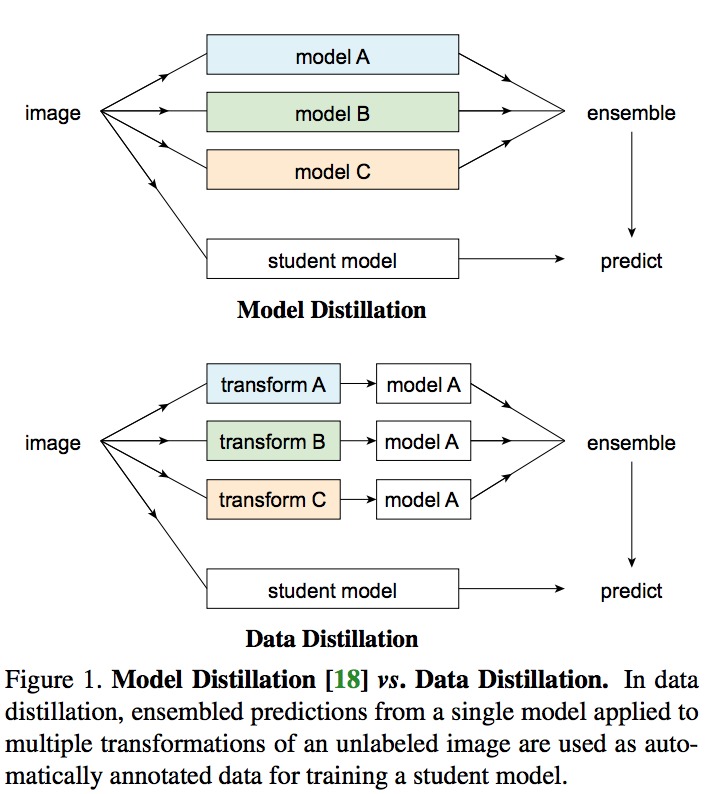 model A
image
model B
ensemble
model C
student model
predict
Model Distillation
transform A
model A
image
transform B
model A
ensemble
transform C
model A
student model
predict
Data Distillation
Figure 1. Model Distillation [18] vs. Data Distillation. In data
distillation, ensembled predictions from a single model applied to
multiple transformations of an unlabeled image are used as auto-
matically annotated data for training a student model.